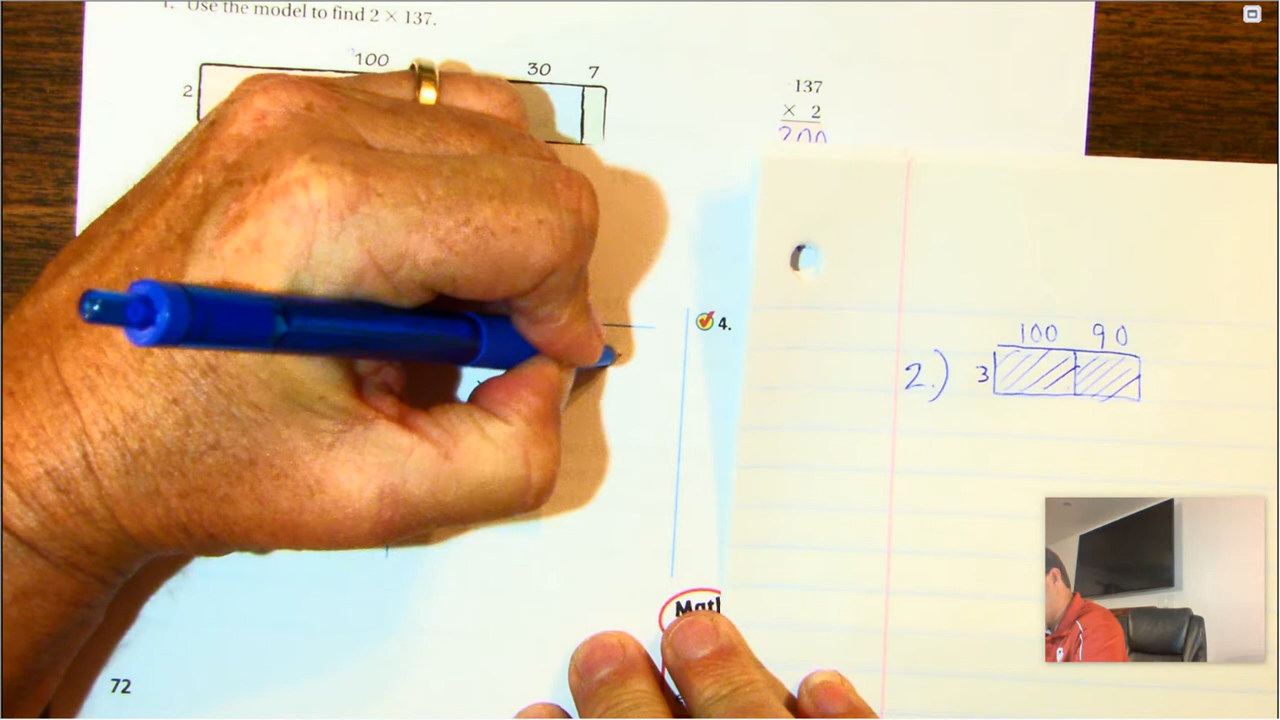 Use the model to find 2 × 137.
100 30 7
2
137
× 2
200
4.
2.) 3 100 90
72